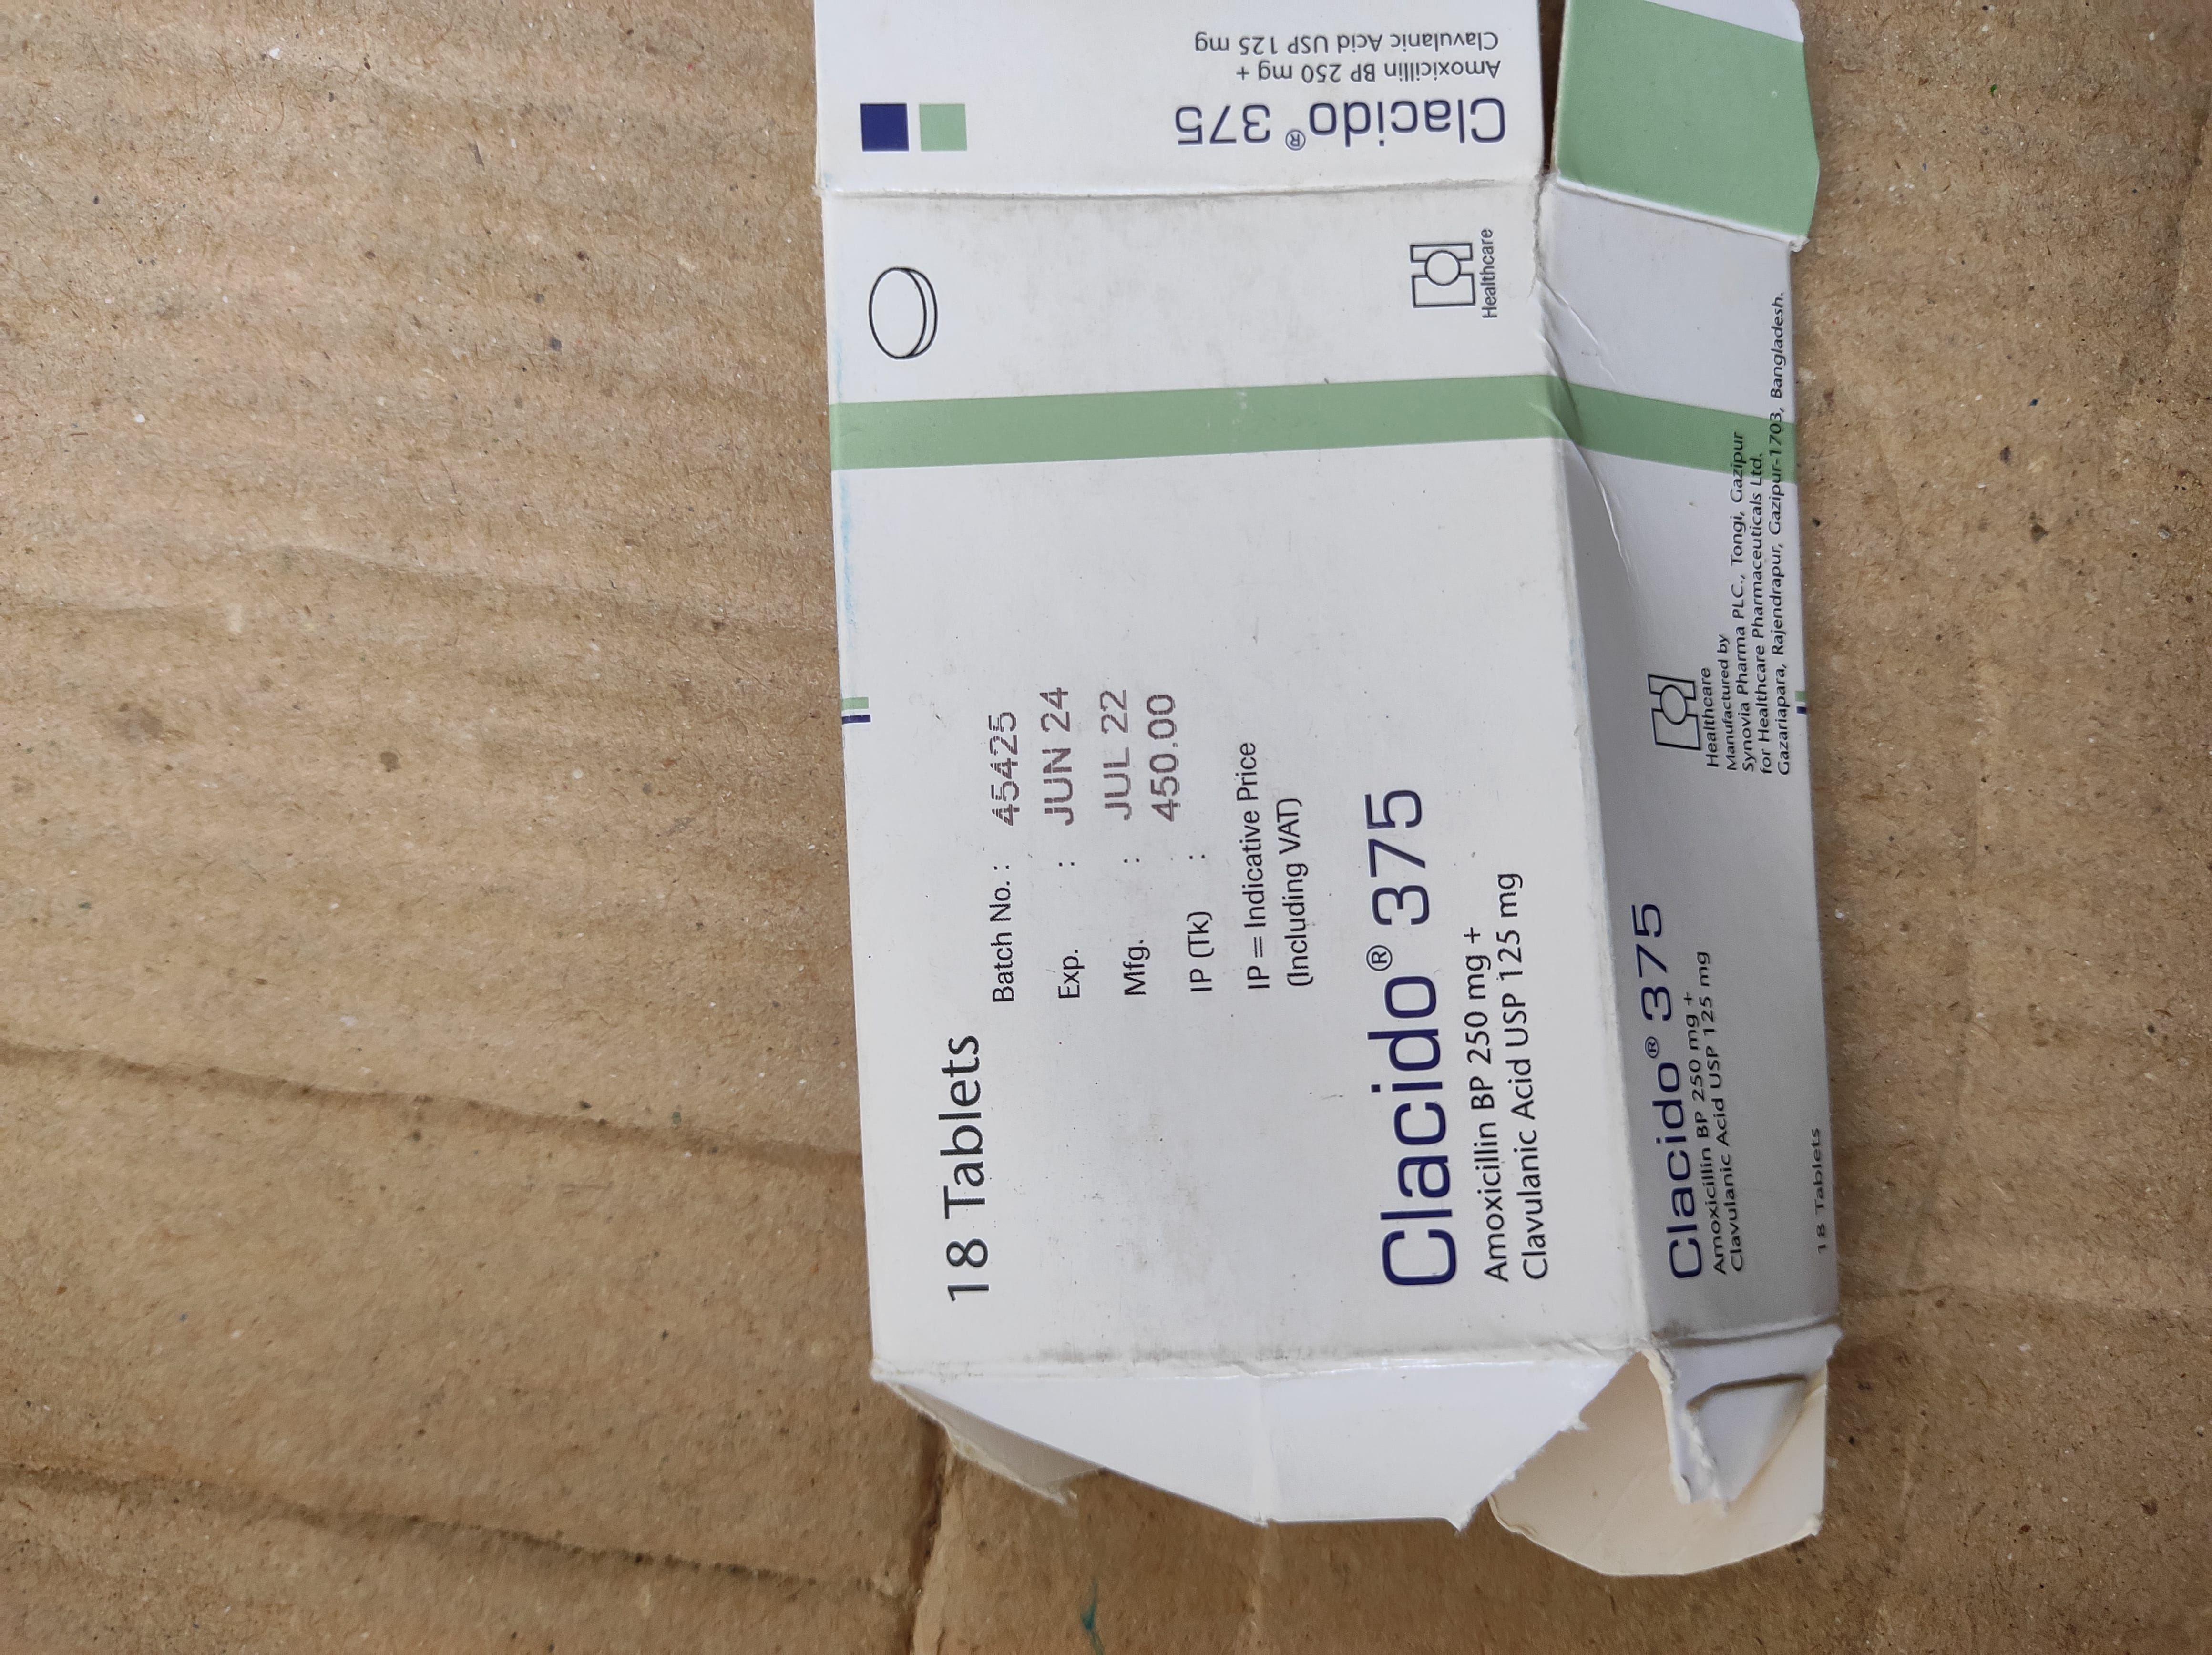 18 Tablets
Batch No. : 45425
Exp. : JUN 24
Mfg. : JUL 22
IP (Tk) : 450.00
IP = Indicative Price
(Including VAT)
Clacido® 375
Amoxicillin BP 250 mg +
Clavulanic Acid USP 125 mg
Healthcare
Clacido® 375
Amoxicillin BP 250 mg +
Clavulanic Acid USP 125 mg
Clacido® 375
Amoxicillin BP 250 mg +
Clavulanic Acid USP 125 mg
18 Tablets
Healthcare
Manufactured by
Synovia Pharma PLC., Tongi, Gazipur
for Healthcare Pharmaceuticals Ltd.
Gazariapara, Rajendrapur, Gazipur-1703, Bangladesh.